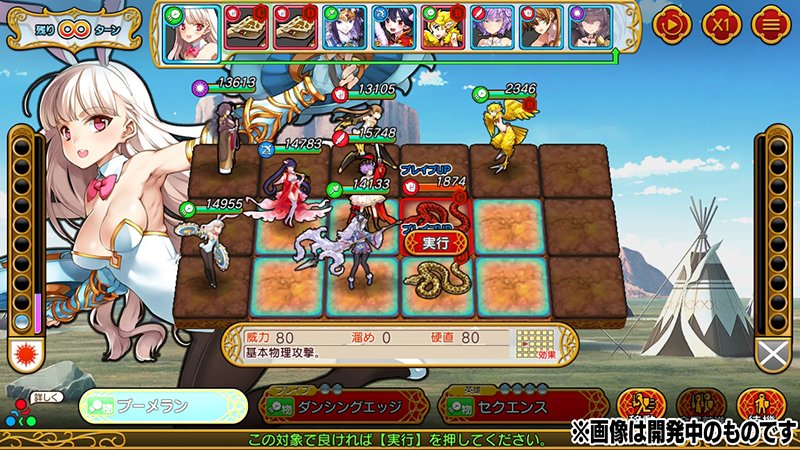 残り∞ターン
X1
13613
13105
2346
15748
14783
14133
ブレイブUP
1874
14955
実行
威力 80 溜め 0 硬直 80
基本物理攻撃。
効果
詳しく
物 ブーメラン
ブレイブ
物 ダンシングエッジ
英雄
物 セクエンス
この対象で良ければ【実行】を押してください。
※画像は開発中のものです